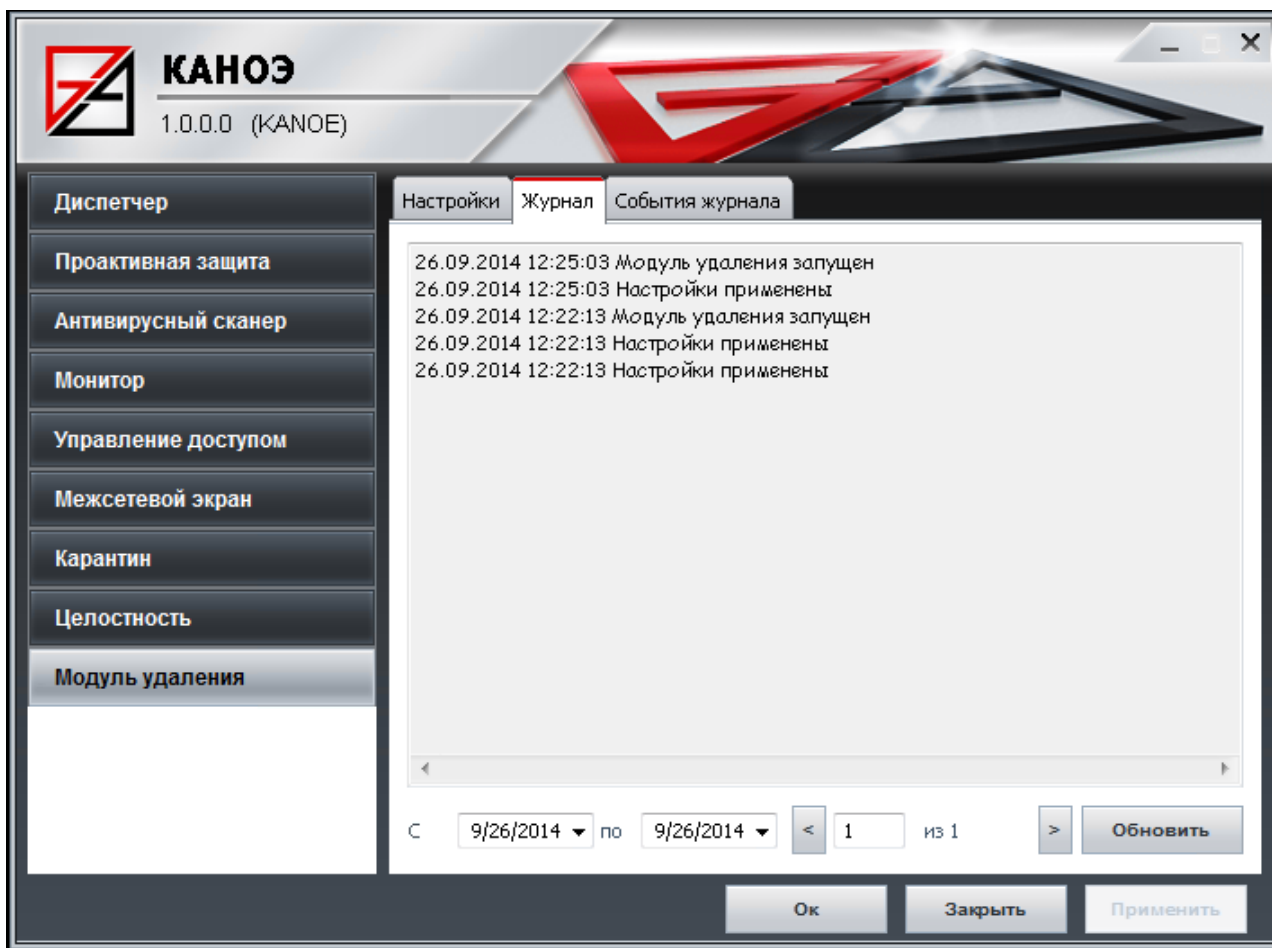 КАНОЭ
1.0.0.0 (KANOE)
Диспетчер
Проактивная защита
Антивирусный сканер
Монитор
Управление доступом
Межсетевой экран
Карантин
Целостность
Модуль удаления
Настройки Журнал События журнала
26.09.2014 12:25:03 Модуль удаления запущен
26.09.2014 12:25:03 Настройки применены
26.09.2014 12:22:13 Модуль удаления запущен
26.09.2014 12:22:13 Настройки применены
26.09.2014 12:22:13 Настройки применены
С 9/26/2014 по 9/26/2014 < 1 из 1 > Обновить
Ок Закрыть Применить